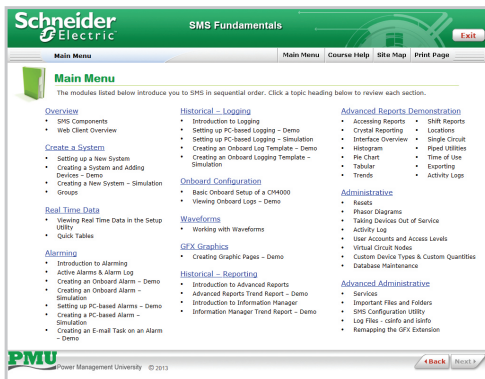 Schneider
Electric
SMS Fundamentals
Exit
Main Menu
Main Menu
Course Help
Site Map
Print Page
Main Menu
The modules listed below introduce you to SMS in sequential order. Click a topic heading below to review each section.
Overview
• SMS Components
• Web Client Overview
Create a System
• Setting up a New System
• Creating a System and Adding
Devices – Demo
• Creating a New System – Simulation
• Groups
Real Time Data
• Viewing Real Time Data in the Setup
Utility
• Quick Tables
Alarming
• Introduction to Alarming
• Active Alarms & Alarm Log
• Creating an Onboard Alarm – Demo
• Creating an Onboard Alarm –
Simulation
• Setting up PC-based Alarms – Demo
• Creating a PC-based Alarm –
Simulation
• Creating an E-mail Task on an Alarm
– Demo
Historical – Logging
• Introduction to Logging
• Setting up PC-based Logging – Demo
• Setting up PC-based Logging – Simulation
• Creating an Onboard Log Template – Demo
• Creating an Onboard Logging Template –
Simulation
Onboard Configuration
• Basic Onboard Setup of a CM4000
• Viewing Onboard Logs – Demo
Waveforms
• Working with Waveforms
GFX Graphics
• Creating Graphic Pages – Demo
Historical – Reporting
• Introduction to Advanced Reports
• Advanced Reports Trend Report – Demo
• Introduction to Information Manager
• Information Manager Trend Report – Demo
Advanced Reports Demonstration
• Accessing Reports
• Crystal Reporting
• Interface Overview
• Histogram
• Pie Chart
• Tabular
• Trends
• Shift Reports
• Locations
• Single Circuit
• Piped Utilities
• Time of Use
• Exporting
• Activity Logs
Administrative
• Resets
• Phasor Diagrams
• Taking Devices Out of Service
• Activity Log
• User Accounts and Access Levels
• Virtual Circuit Nodes
• Custom Device Types & Custom Quantities
• Database Maintenance
Advanced Administrative
• Services
• Important Files and Folders
• SMS Configuration Utility
• Log Files - csinfo and isinfo
• Remapping the GFX Extension
PMU
Power Management University © 2013
Back
Next